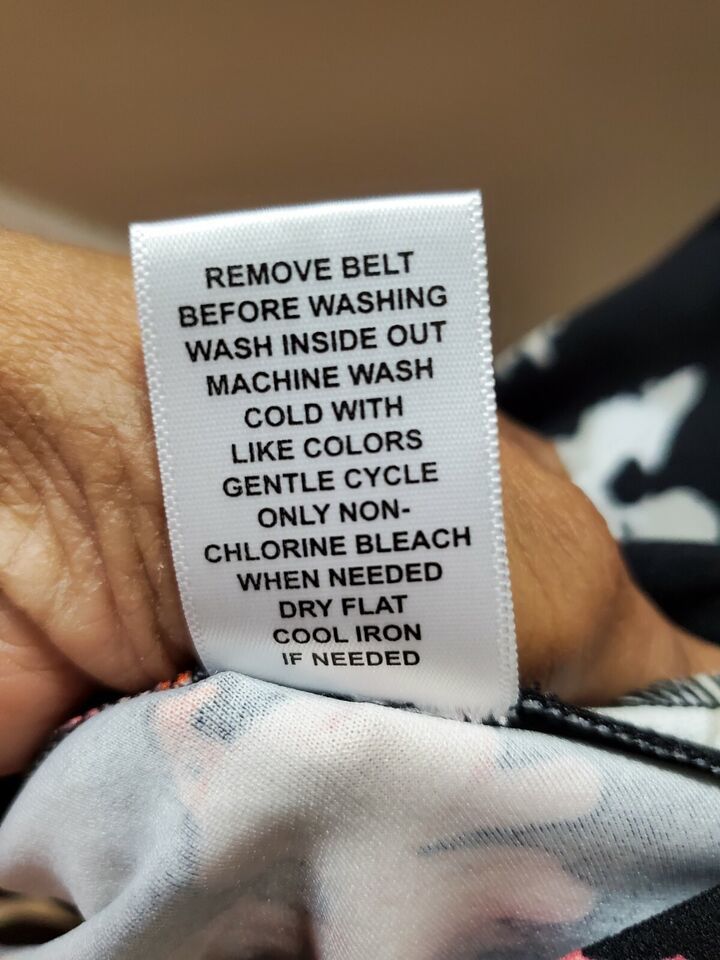 REMOVE BELT
BEFORE WASHING
WASH INSIDE OUT
MACHINE WASH
COLD WITH
LIKE COLORS
GENTLE CYCLE
ONLY NON-
CHLORINE BLEACH
WHEN NEEDED
DRY FLAT
COOL IRON
IF NEEDED